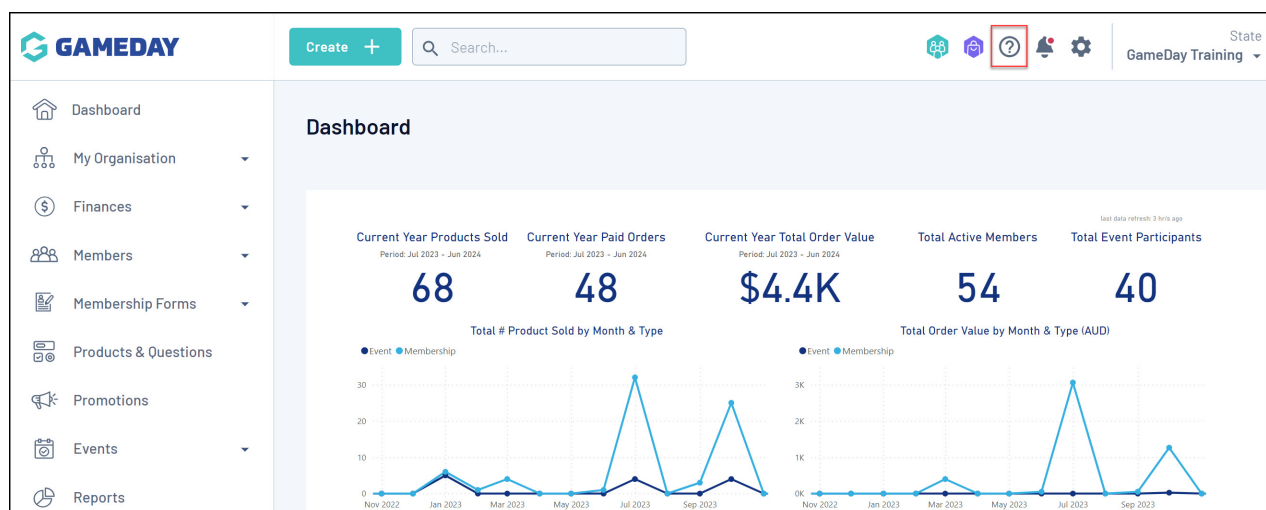 GAMEDAY
Create +
Search...
State
GameDay Training
Dashboard
My Organisation
Finances
Members
Membership Forms
Products & Questions
Promotions
Events
Reports
Dashboard
last data refresh: 3 hr/s ago
Current Year Products Sold
Period: Jul 2023 - Jun 2024
68
Current Year Paid Orders
Period: Jul 2023 - Jun 2024
48
Current Year Total Order Value
Period: Jul 2023 - Jun 2024
$4.4K
Total Active Members
54
Total Event Participants
40
Total # Product Sold by Month & Type
Event Membership
30
20
10
0
Nov 2022 Jan 2023 Mar 2023 May 2023 Jul 2023 Sep 2023
Total Order Value by Month & Type (AUD)
Event Membership
3K
2K
1K
0K
Nov 2022 Jan 2023 Mar 2023 May 2023 Jul 2023 Sep 2023